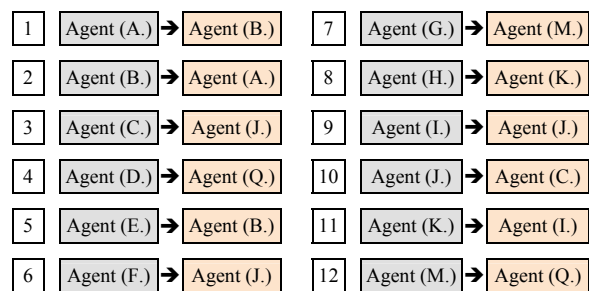 1 Agent (A.) ➔ Agent (B.)
2 Agent (B.) ➔ Agent (A.)
3 Agent (C.) ➔ Agent (J.)
4 Agent (D.) ➔ Agent (Q.)
5 Agent (E.) ➔ Agent (B.)
6 Agent (F.) ➔ Agent (J.)
7 Agent (G.) ➔ Agent (M.)
8 Agent (H.) ➔ Agent (K.)
9 Agent (I.) ➔ Agent (J.)
10 Agent (J.) ➔ Agent (C.)
11 Agent (K.) ➔ Agent (I.)
12 Agent (M.) ➔ Agent (Q.)